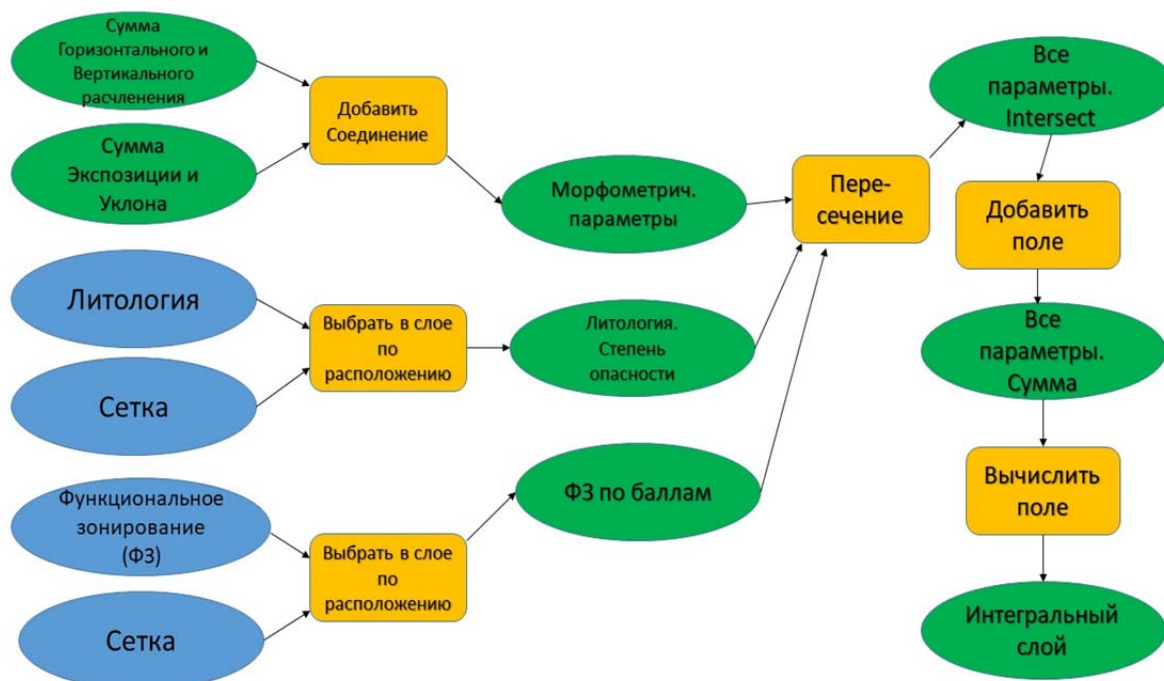 Сумма
Горизонтального и
Вертикального
расчленения
Сумма
Экспозиции и
Уклона
Добавить
Соединение
Морфометрич.
параметры
Литология
Сетка
Выбрать в слое
по
расположению
Литология.
Степень
опасности
Функциональное
зонирование
(ФЗ)
Сетка
Выбрать в слое
по
расположению
ФЗ по баллам
Пере-
сечение
Все
параметры.
Intersect
Добавить
поле
Все
параметры.
Сумма
Вычислить
поле
Интегральный
слой